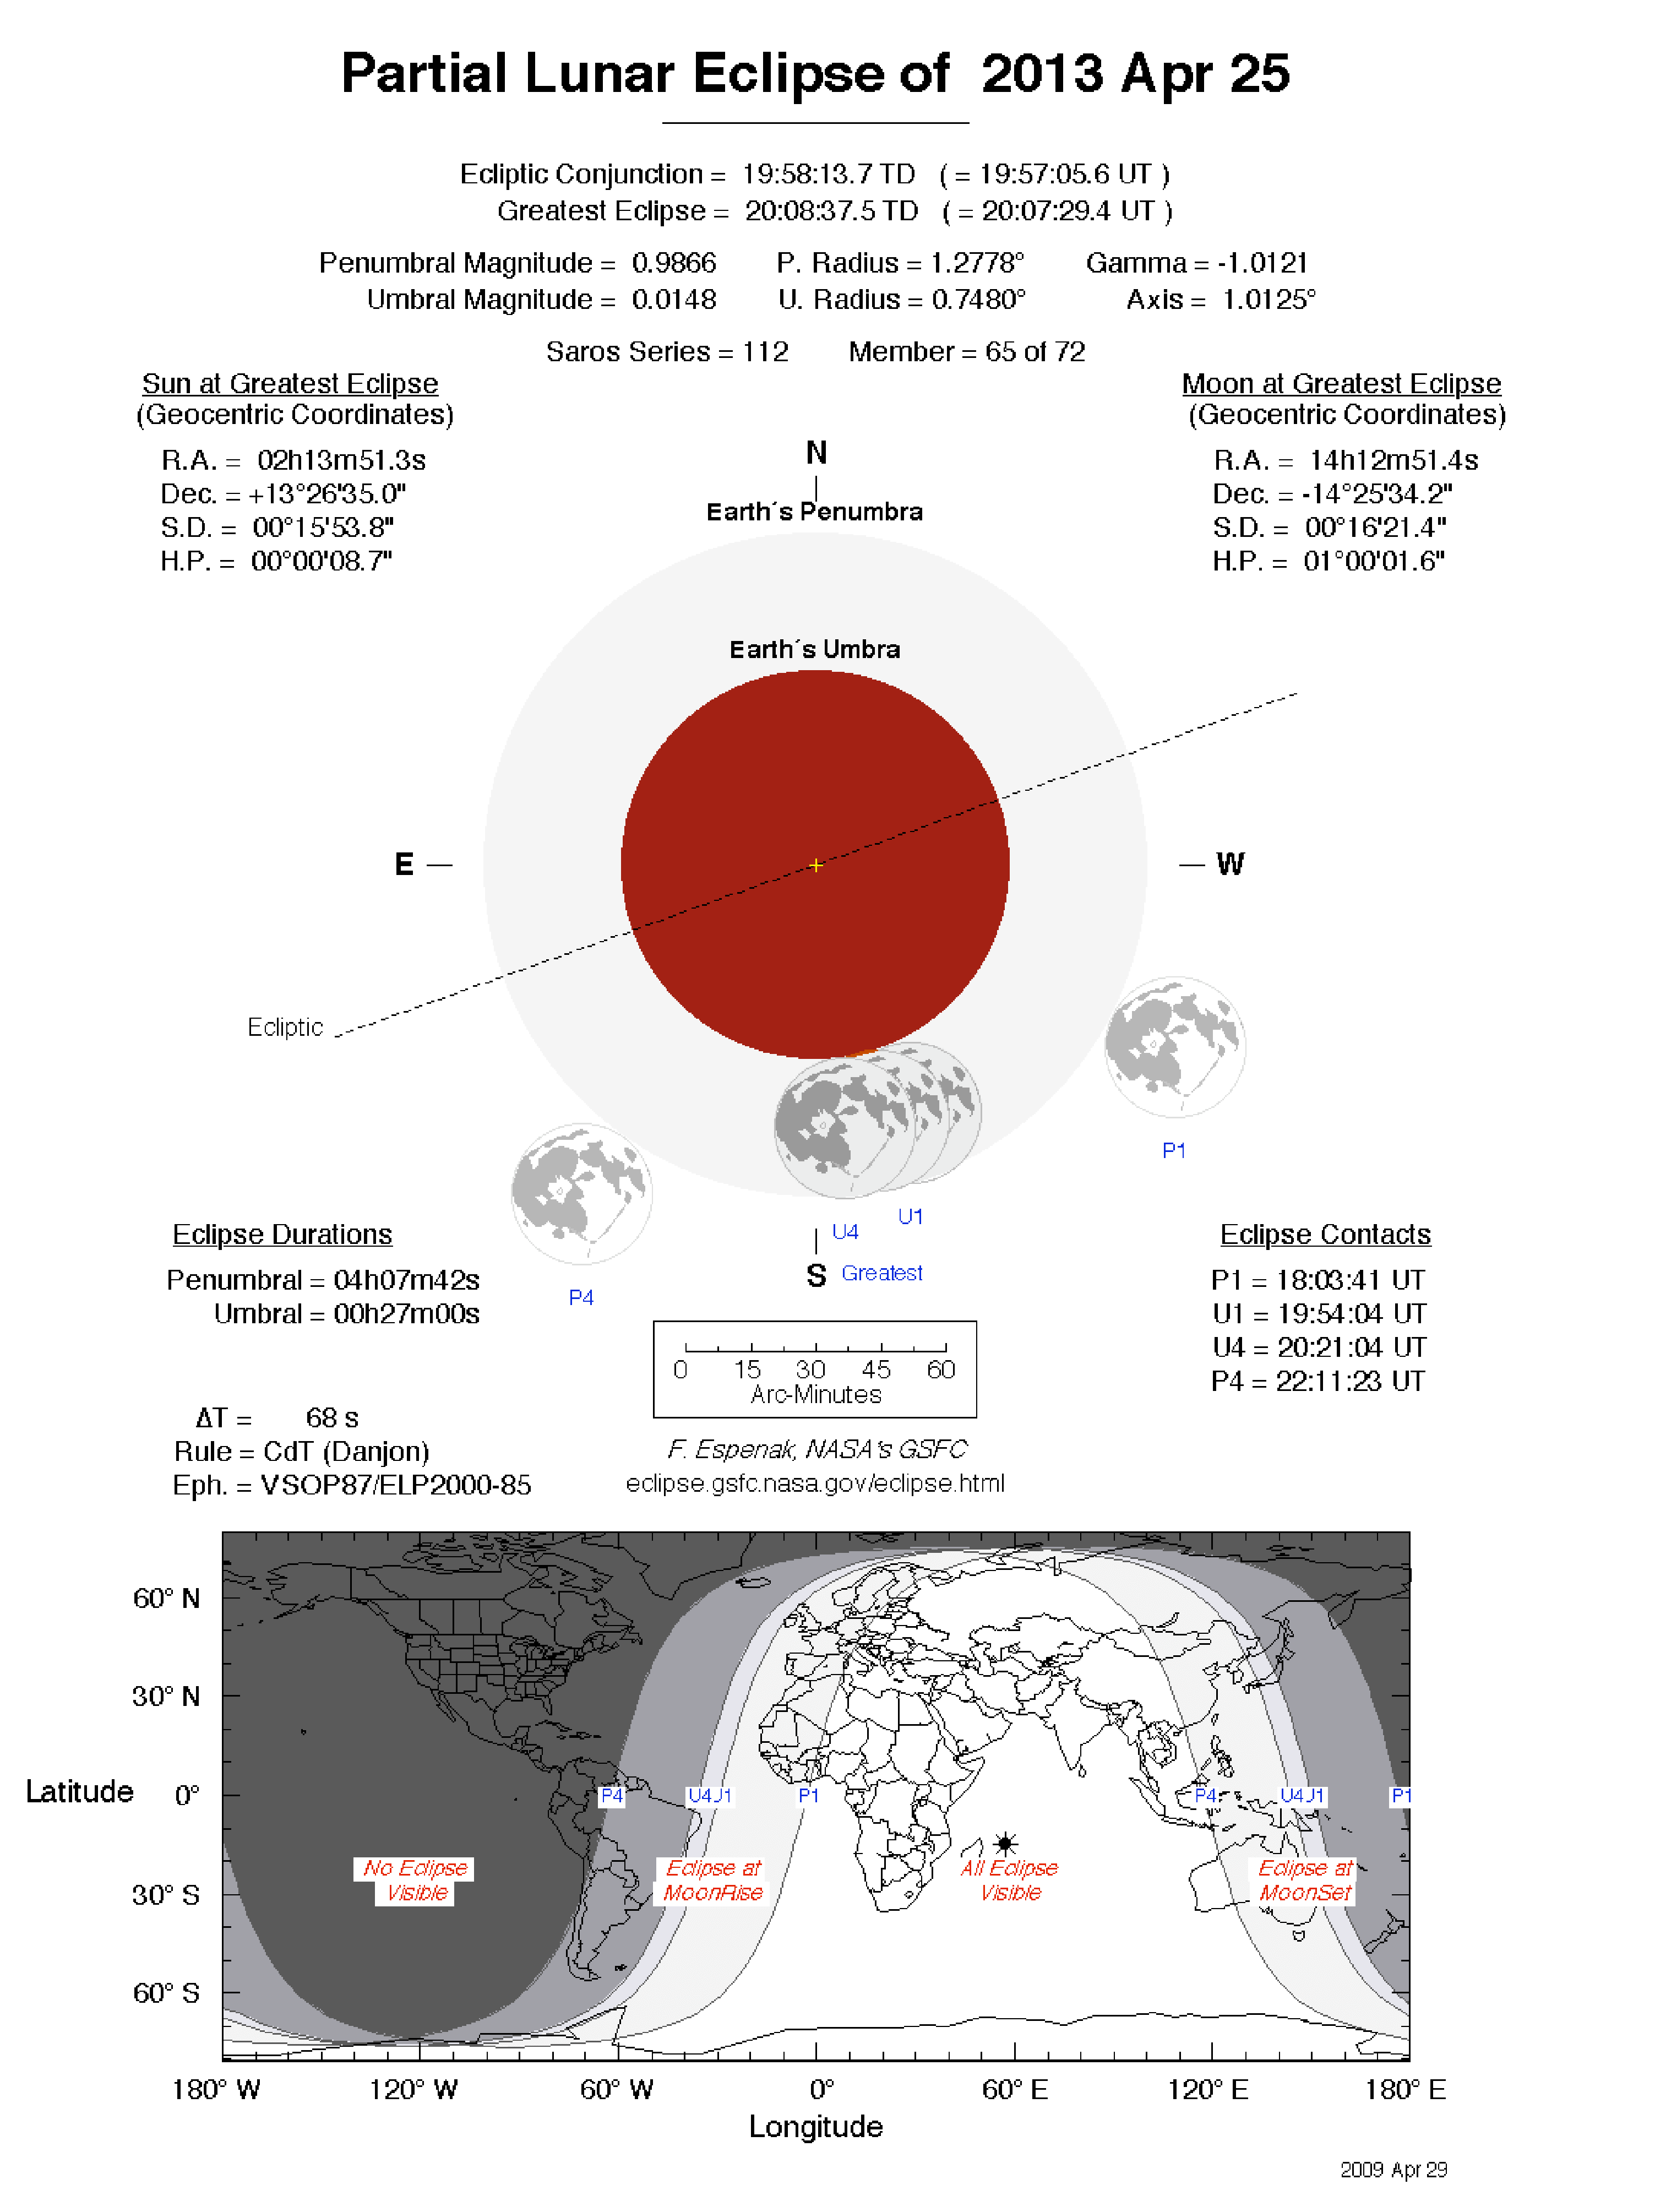 Partial Lunar Eclipse of 2013 Apr 25
Ecliptic Conjunction = 19:58:13.7 TD ( = 19:57:05.6 UT )
Greatest Eclipse = 20:08:37.5 TD ( = 20:07:29.4 UT )
Penumbral Magnitude = 0.9866 P. Radius = 1.2778° Gamma = -1.0121
Umbral Magnitude = 0.0148 U. Radius = 0.7480° Axis = 1.0125°
Saros Series = 112 Member = 65 of 72
Sun at Greatest Eclipse
(Geocentric Coordinates)
R.A. = 02h13m51.3s
Dec. = +13°26'35.0"
S.D. = 00°15'53.8"
H.P. = 00°00'08.7"
Moon at Greatest Eclipse
(Geocentric Coordinates)
R.A. = 14h12m51.4s
Dec. = -14°25'34.2"
S.D. = 00°16'21.4"
H.P. = 01°00'01.6"
N
Earth´s Penumbra
Earth´s Umbra
E
W
Ecliptic
P1
U1
U4
S Greatest
P4
Eclipse Durations
Penumbral = 04h07m42s
Umbral = 00h27m00s
Eclipse Contacts
P1 = 18:03:41 UT
U1 = 19:54:04 UT
U4 = 20:21:04 UT
P4 = 22:11:23 UT
0 15 30 45 60
Arc-Minutes
ΔT = 68 s
Rule = CdT (Danjon)
Eph. = VSOP87/ELP2000-85
F. Espenak, NASA's GSFC
eclipse.gsfc.nasa.gov/eclipse.html
60° N
30° N
Latitude 0°
30° S
60° S
P4 U4 U1 P1 P4 U4 U1 P1
No Eclipse
Visible
Eclipse at
MoonRise
All Eclipse
Visible
Eclipse at
MoonSet
180° W 120° W 60° W 0° 60° E 120° E 180° E
Longitude
2009 Apr 29